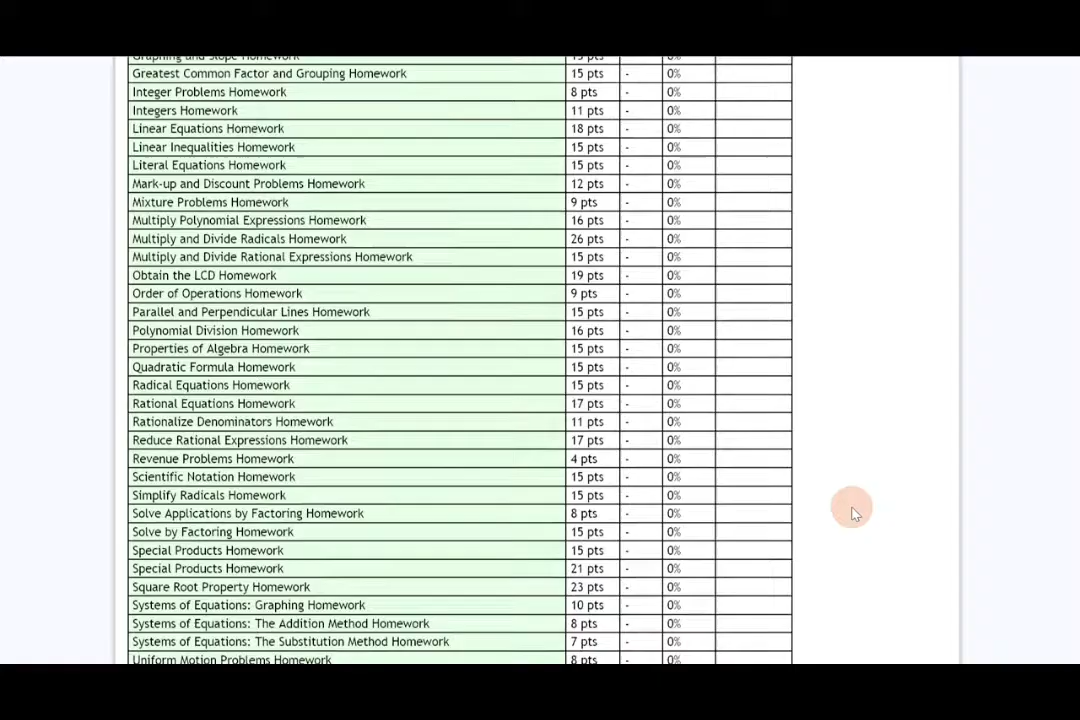 Graphing and Slope Homework 15 pts - 0%
Greatest Common Factor and Grouping Homework 15 pts - 0%
Integer Problems Homework 8 pts - 0%
Integers Homework 11 pts - 0%
Linear Equations Homework 18 pts - 0%
Linear Inequalities Homework 15 pts - 0%
Literal Equations Homework 15 pts - 0%
Mark-up and Discount Problems Homework 12 pts - 0%
Mixture Problems Homework 9 pts - 0%
Multiply Polynomial Expressions Homework 16 pts - 0%
Multiply and Divide Radicals Homework 26 pts - 0%
Multiply and Divide Rational Expressions Homework 15 pts - 0%
Obtain the LCD Homework 19 pts - 0%
Order of Operations Homework 9 pts - 0%
Parallel and Perpendicular Lines Homework 15 pts - 0%
Polynomial Division Homework 16 pts - 0%
Properties of Algebra Homework 15 pts - 0%
Quadratic Formula Homework 15 pts - 0%
Radical Equations Homework 15 pts - 0%
Rational Equations Homework 17 pts - 0%
Rationalize Denominators Homework 11 pts - 0%
Reduce Rational Expressions Homework 17 pts - 0%
Revenue Problems Homework 4 pts - 0%
Scientific Notation Homework 15 pts - 0%
Simplify Radicals Homework 15 pts - 0%
Solve Applications by Factoring Homework 8 pts - 0%
Solve by Factoring Homework 15 pts - 0%
Special Products Homework 15 pts - 0%
Special Products Homework 21 pts - 0%
Square Root Property Homework 23 pts - 0%
Systems of Equations: Graphing Homework 10 pts - 0%
Systems of Equations: The Addition Method Homework 8 pts - 0%
Systems of Equations: The Substitution Method Homework 7 pts - 0%
Uniform Motion Problems Homework 8 pts - 0%